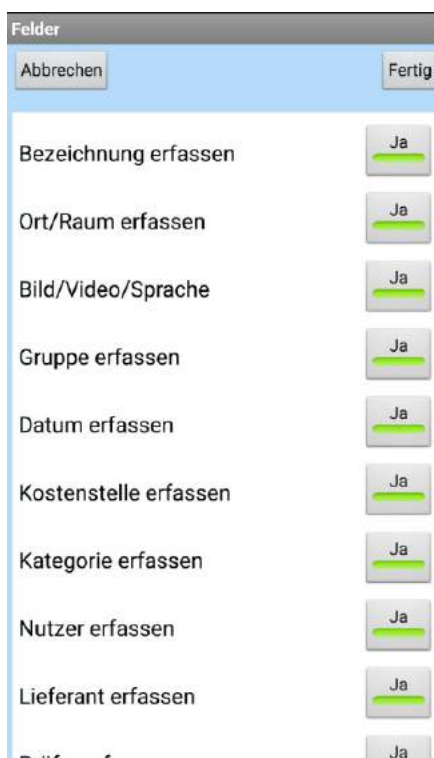 Felder
Abbrechen Fertig
Bezeichnung erfassen Ja
Ort/Raum erfassen Ja
Bild/Video/Sprache Ja
Gruppe erfassen Ja
Datum erfassen Ja
Kostenstelle erfassen Ja
Kategorie erfassen Ja
Nutzer erfassen Ja
Lieferant erfassen Ja
Ja